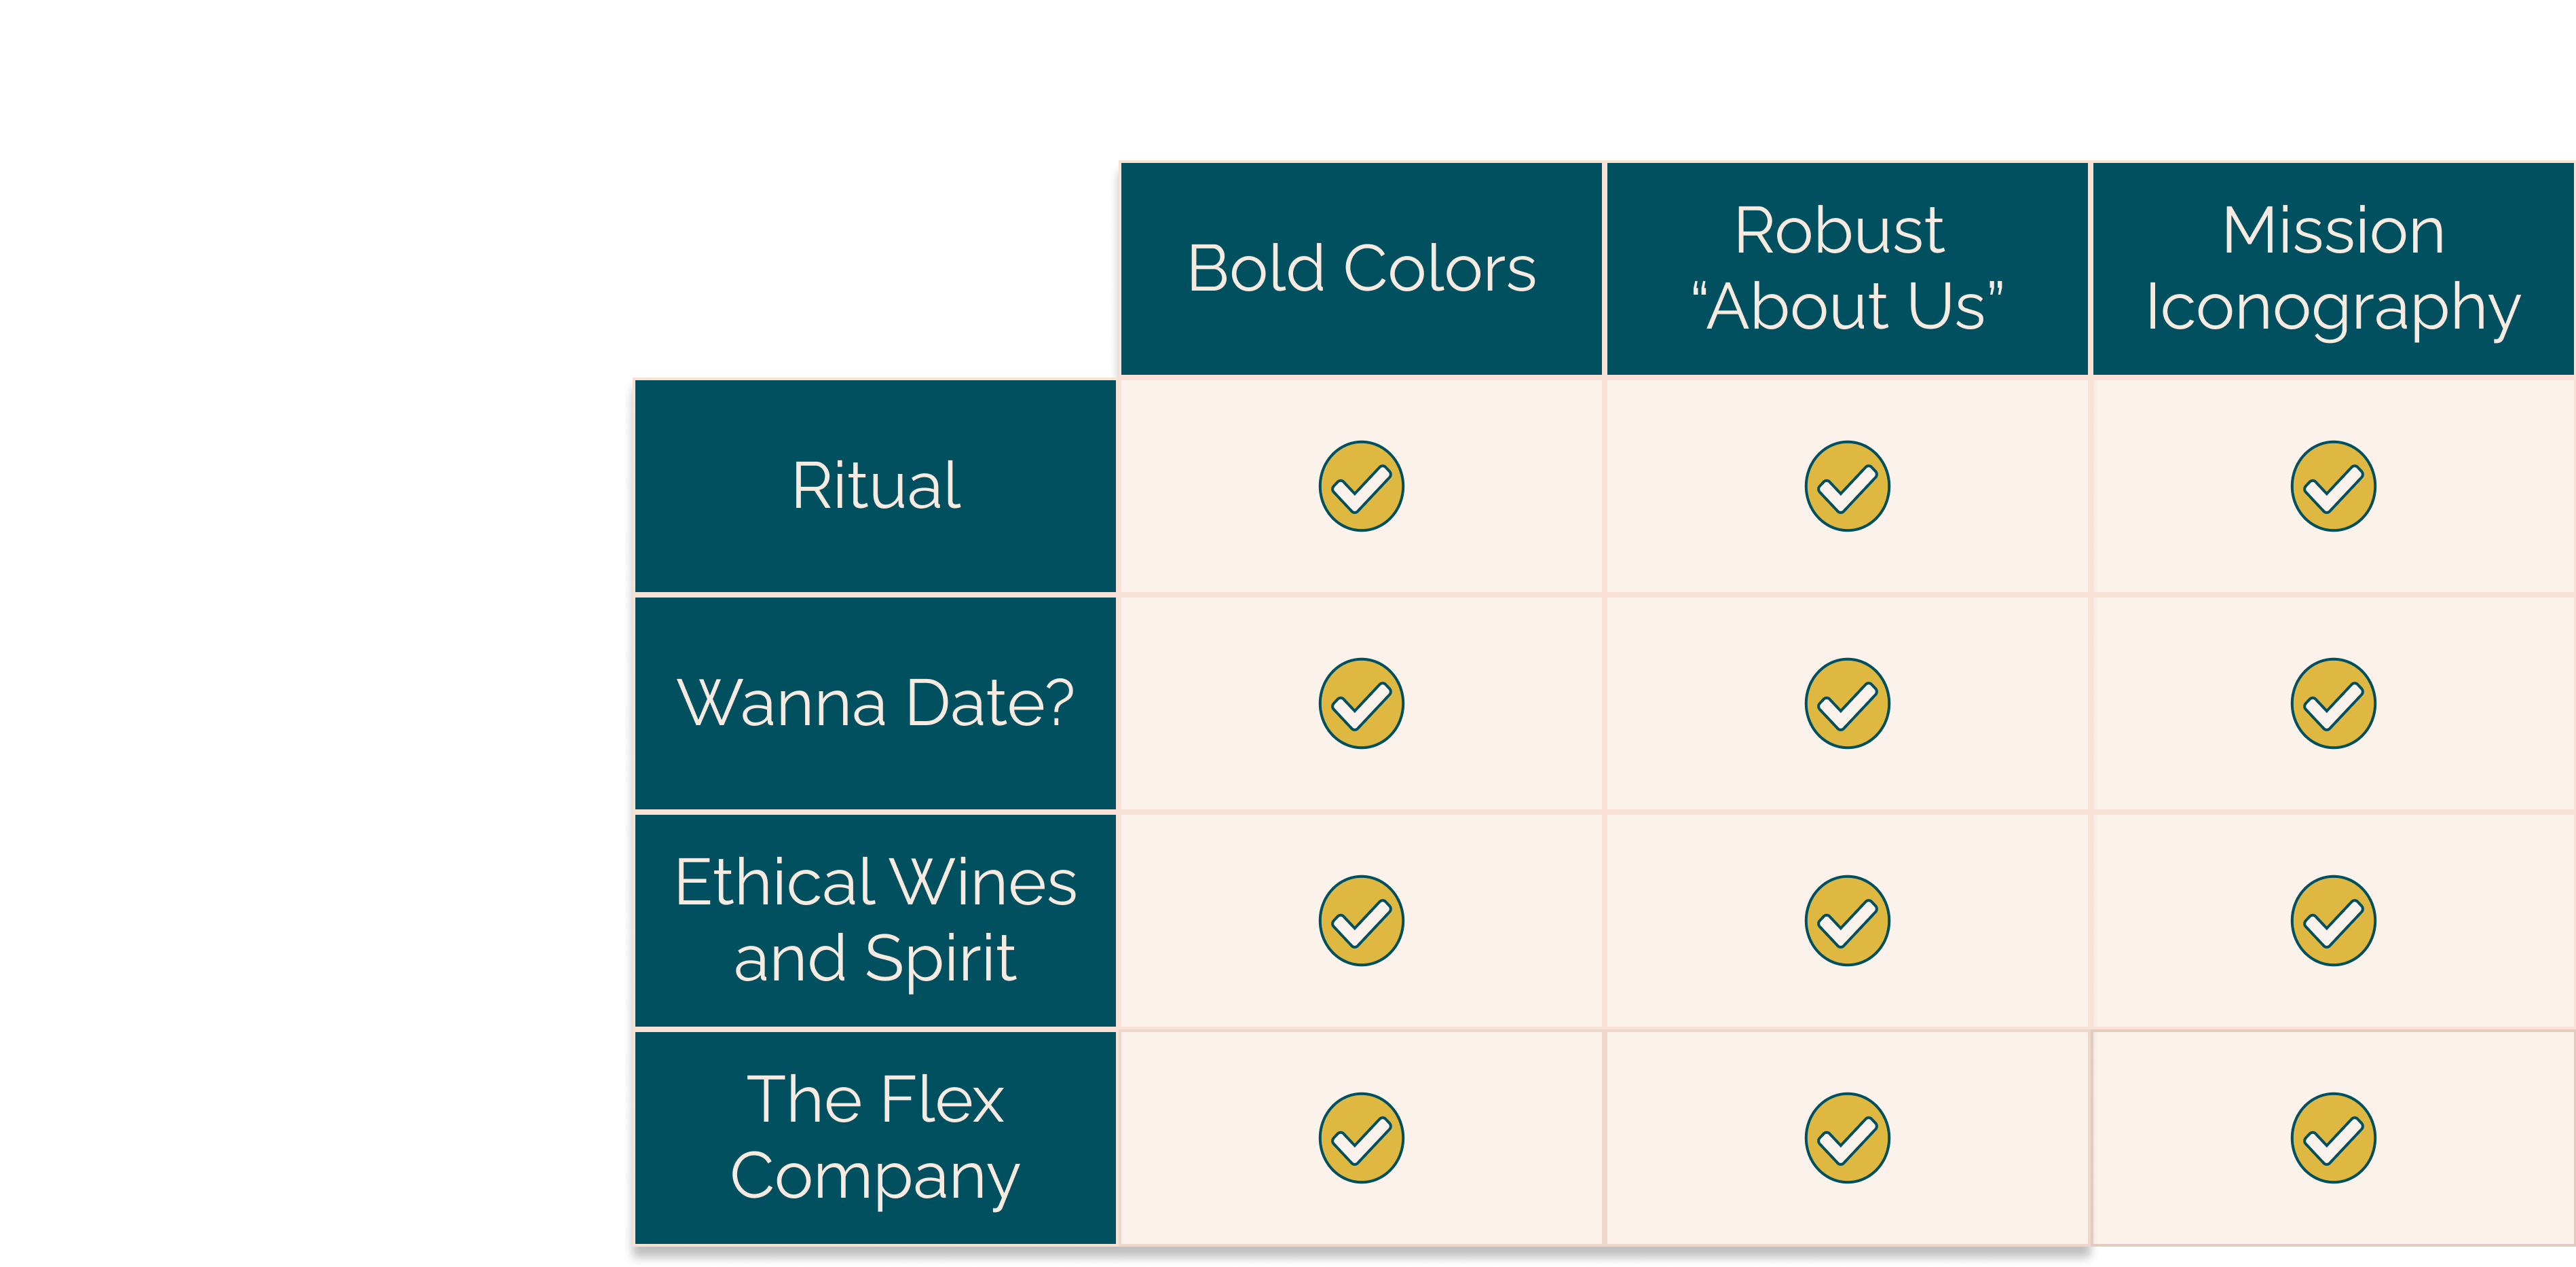 Bold Colors
Robust
“About Us”
Mission
Iconography
Ritual
Wanna Date?
Ethical Wines
and Spirit
The Flex
Company